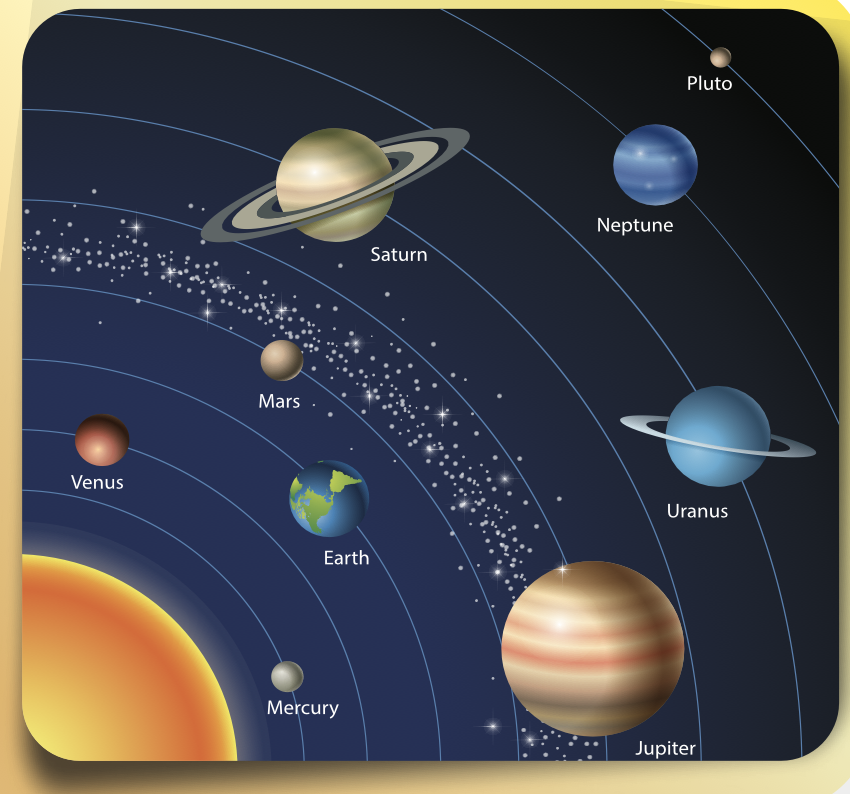 Pluto
Neptune
Saturn
Mars
Venus
Uranus
Earth
Mercury
Jupiter